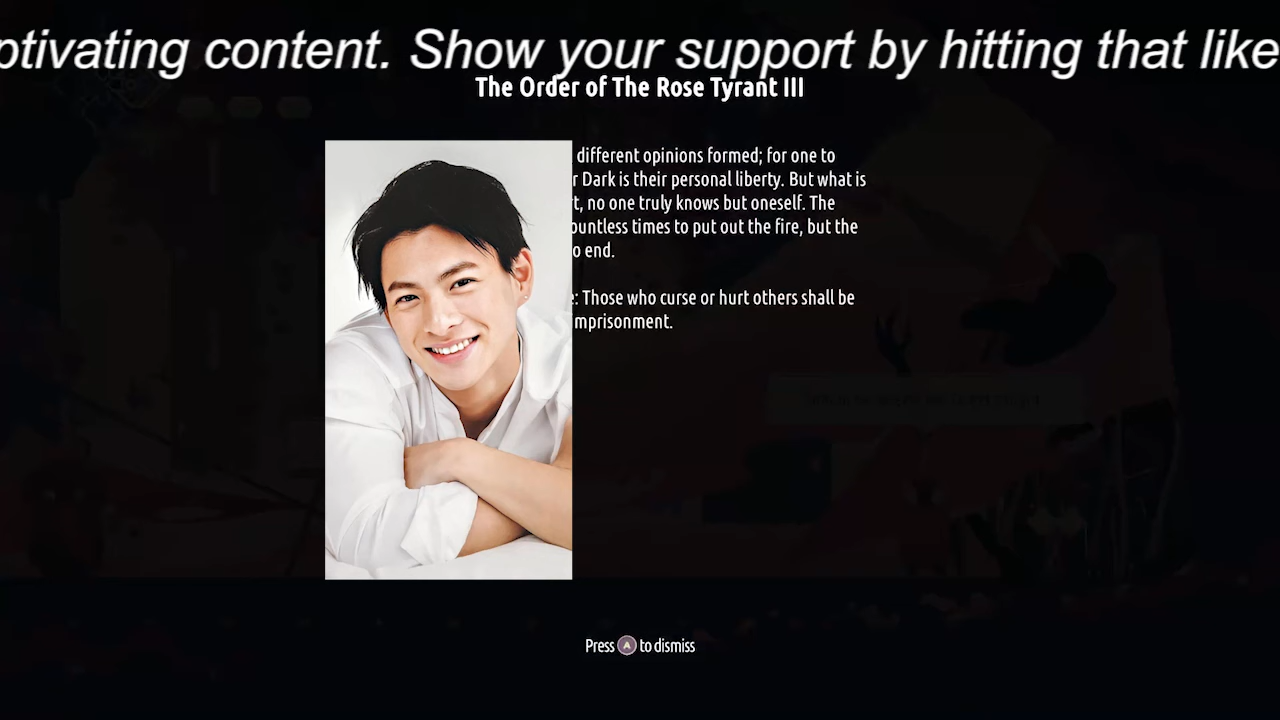 ptivating content. Show your support by hitting that like
The Order of The Rose Tyrant III
different opinions formed; for one to
r Dark is their personal liberty. But what is
t, no one truly knows but oneself. The
ountless times to put out the fire, but the
o end.
e: Those who curse or hurt others shall be
mprisonment.
Press A to dismiss